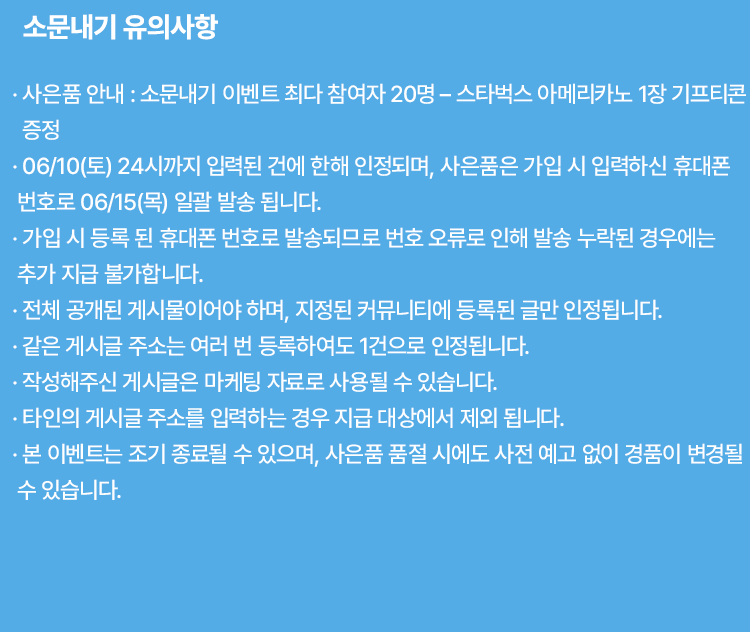 소문내기 유의사항
· 사은품 안내 : 소문내기 이벤트 최다 참여자 20명 – 스타벅스 아메리카노 1장 기프티콘
증정
· 06/10(토) 24시까지 입력된 건에 한해 인정되며, 사은품은 가입 시 입력하신 휴대폰
번호로 06/15(목) 일괄 발송 됩니다.
· 가입 시 등록 된 휴대폰 번호로 발송되므로 번호 오류로 인해 발송 누락된 경우에는
추가 지급 불가합니다.
· 전체 공개된 게시물이어야 하며, 지정된 커뮤니티에 등록된 글만 인정됩니다.
· 같은 게시글 주소는 여러 번 등록하여도 1건으로 인정됩니다.
· 작성해주신 게시글은 마케팅 자료로 사용될 수 있습니다.
· 타인의 게시글 주소를 입력하는 경우 지급 대상에서 제외 됩니다.
· 본 이벤트는 조기 종료될 수 있으며, 사은품 품절 시에도 사전 예고 없이 경품이 변경될
수 있습니다.